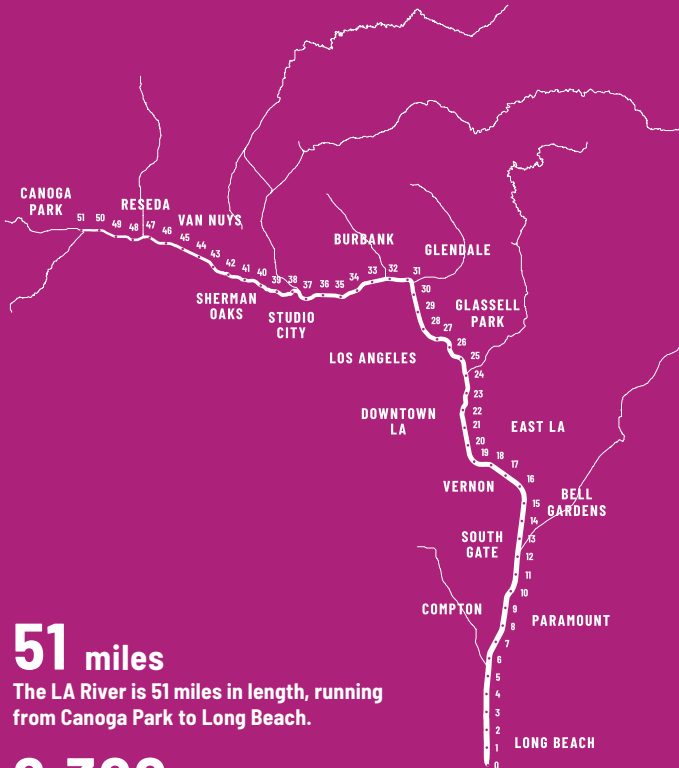 CANOGA
PARK
RESEDA
VAN NUYS
51
50
49
48
47
46
45
44
43
42
41
40
39
38
37
36
35
34
33
32
31
BURBANK
GLENDALE
SHERMAN
OAKS
STUDIO
CITY
30
29
28
27
26
25
GLASSELL
PARK
LOS ANGELES
24
23
22
21
20
19
18
17
16
DOWNTOWN
LA
EAST LA
VERNON
BELL
GARDENS
15
14
13
12
11
10
9
8
7
6
5
4
3
2
1
0
SOUTH
GATE
COMPTON
PARAMOUNT
LONG BEACH
51 miles
The LA River is 51 miles in length, running
from Canoga Park to Long Beach.